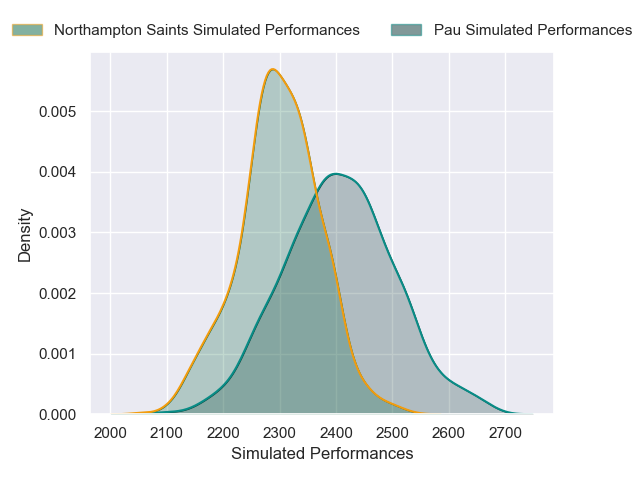 Northampton Saints Simulated Performances
Pau Simulated Performances
0.005
0.004
0.003
0.002
0.001
0.000
Density
2000 2100 2200 2300 2400 2500 2600 2700
Simulated Performances